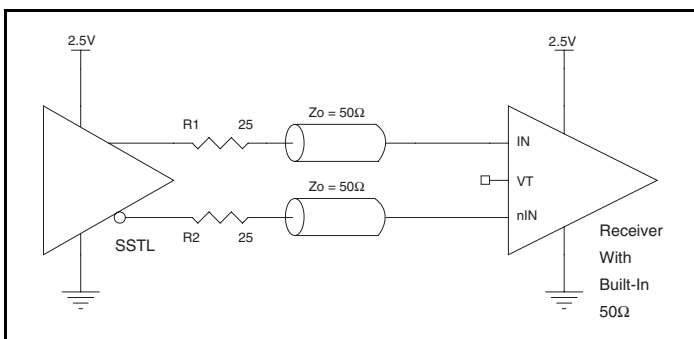 2.5V
2.5V
R1 25
Zo = 50Ω
IN
VT
Zo = 50Ω
nIN
R2 25
SSTL
Receiver
With
Built-In
50Ω